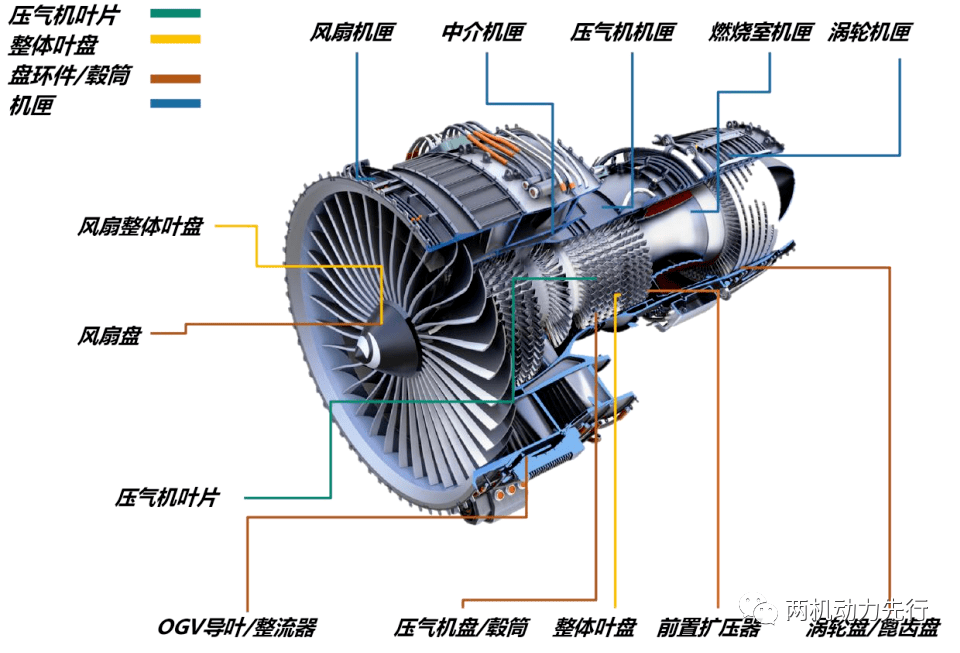 压气机叶片
整体叶盘
盘环件/毂筒
机匣
风扇机匣
中介机匣
压气机机匣
燃烧室机匣
涡轮机匣
风扇整体叶盘
风扇盘
压气机叶片
OGV导叶/整流器
压气机盘/毂筒
整体叶盘
前置扩压器
涡轮盘/篦齿盘
两机动力先行